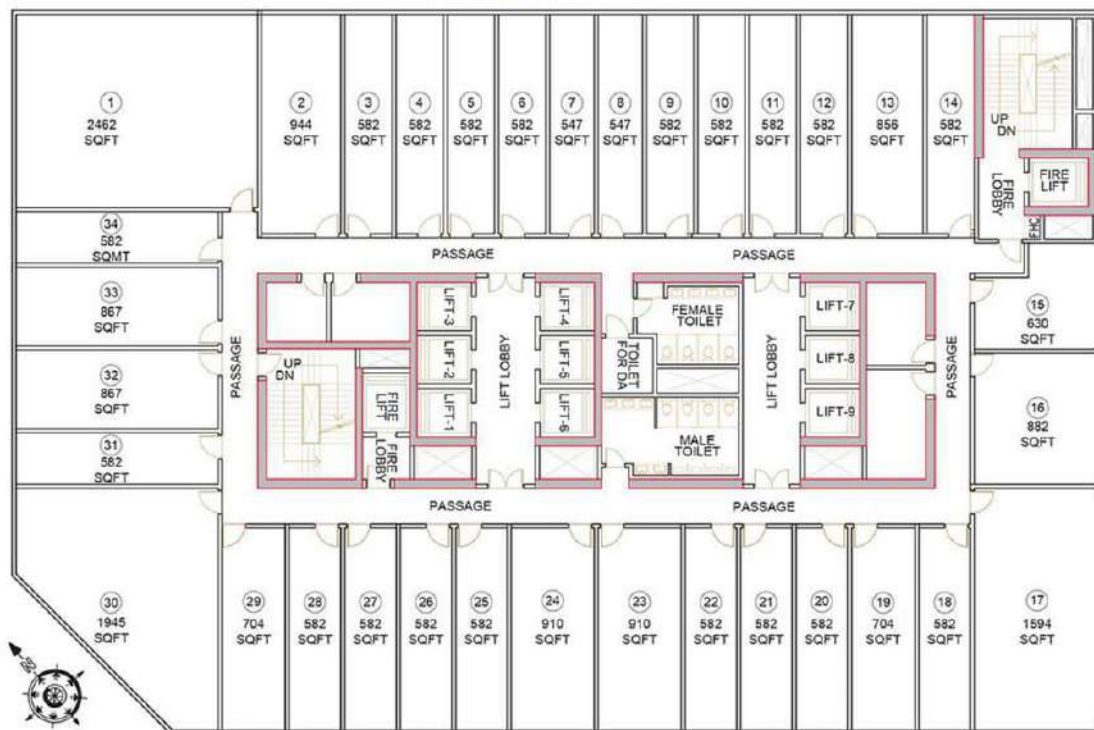 1
2462
SQFT
2
944
SQFT
3
582
SQFT
4
582
SQFT
5
582
SQFT
6
582
SQFT
7
547
SQFT
8
547
SQFT
9
582
SQFT
10
582
SQFT
11
582
SQFT
12
582
SQFT
13
856
SQFT
14
582
SQFT
UP
DN
FIRE
LOBBY
FIRE
LIFT
FHC
34
582
SQMT
PASSAGE
PASSAGE
33
867
SQFT
15
630
SQFT
LIFT-3
LIFT-4
FEMALE
TOILET
LIFT-7
PASSAGE
UP
DN
LIFT-2
LIFT LOBBY
LIFT-5
TOILET
FOR DA
LIFT LOBBY
LIFT-8
PASSAGE
32
867
SQFT
FIRE
LIFT
LIFT-1
LIFT-6
LIFT-9
16
882
SQFT
31
582
SQFT
FIRE
LOBBY
MALE
TOILET
PASSAGE
PASSAGE
30
1945
SQFT
29
704
SQFT
28
582
SQFT
27
582
SQFT
26
582
SQFT
25
582
SQFT
24
910
SQFT
23
910
SQFT
22
582
SQFT
21
582
SQFT
20
582
SQFT
19
704
SQFT
18
582
SQFT
17
1594
SQFT
N